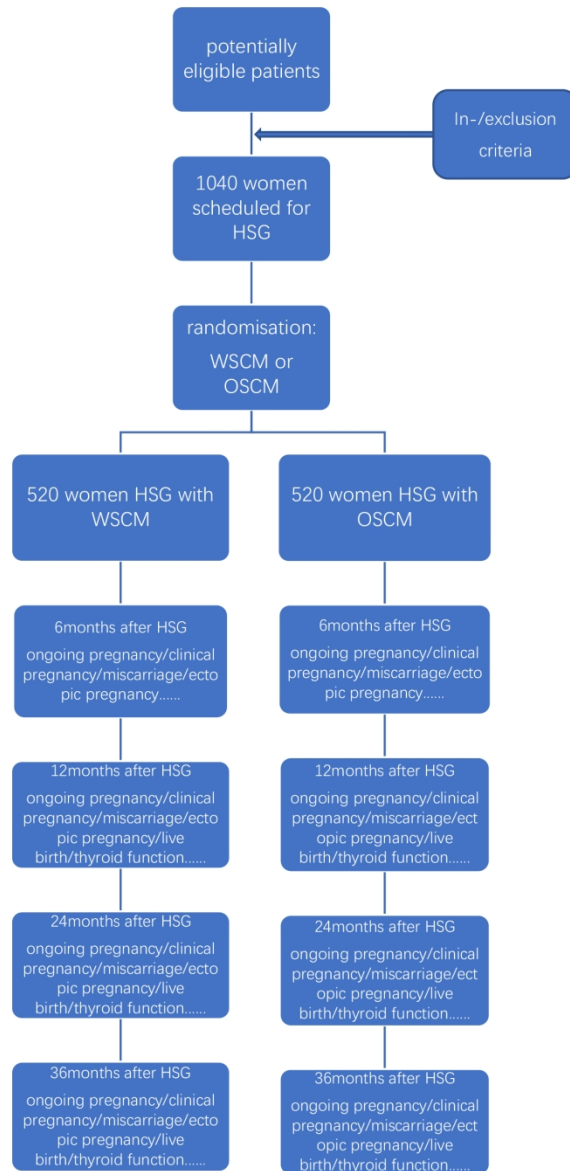 potentially
eligible patients
In-/exclusion
criteria
1040 women
scheduled for
HSG
randomisation:
WSCM or
OSCM
520 women HSG with
WSCM
520 women HSG with
OSCM
6months after HSG
ongoing pregnancy/clinical
pregnancy/miscarriage/ecto
pic pregnancy......
6months after HSG
ongoing pregnancy/clinical
pregnancy/miscarriage/ecto
pic pregnancy......
12months after HSG
ongoing pregnancy/clinical
pregnancy/miscarriage/ecto
pic pregnancy/live
birth/thyroid function......
12months after HSG
ongoing pregnancy/clinical
pregnancy/miscarriage/ect
opic pregnancy/live
birth/thyroid function......
24months after HSG
ongoing pregnancy/clinical
pregnancy/miscarriage/ecto
pic pregnancy/live
birth/thyroid function......
24months after HSG
ongoing pregnancy/clinical
pregnancy/miscarriage/ect
opic pregnancy/live
birth/thyroid function......
36months after HSG
ongoing pregnancy/clinical
pregnancy/miscarriage/ecto
pic pregnancy/live
birth/thyroid function......
36months after HSG
ongoing pregnancy/clinical
pregnancy/miscarriage/ect
opic pregnancy/live
birth/thyroid function......